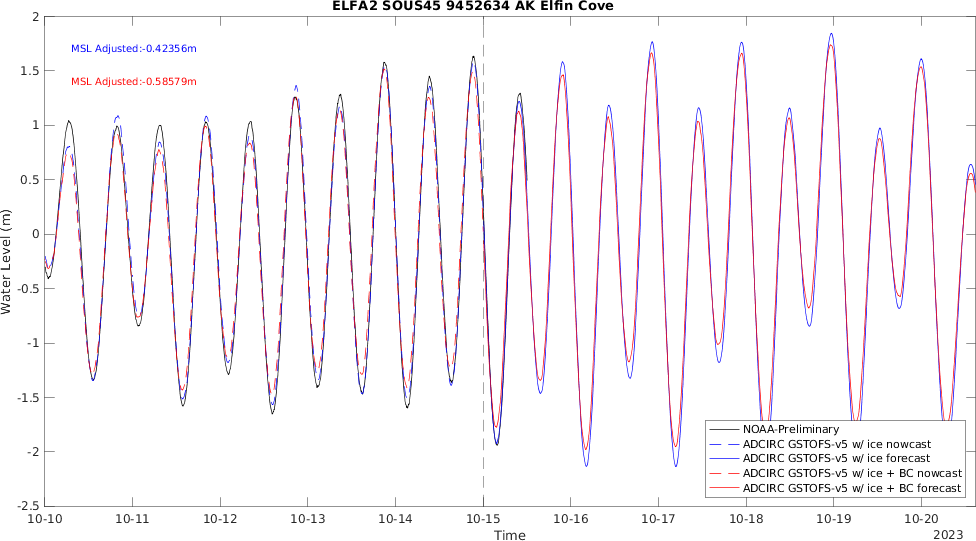 ELFA2 SOUS45 9452634 AK Elfin Cove
2
1.5
1
0.5
0
-0.5
-1
-1.5
-2
-2.5
Water Level (m)
MSL Adjusted:-0.42356m
MSL Adjusted:-0.58579m
NOAA-Preliminary
ADCIRC GSTOFS-v5 w/ ice nowcast
ADCIRC GSTOFS-v5 w/ ice forecast
ADCIRC GSTOFS-v5 w/ ice + BC nowcast
ADCIRC GSTOFS-v5 w/ ice + BC forecast
10-10 10-11 10-12 10-13 10-14 10-15 10-16 10-17 10-18 10-19 10-20
Time
2023